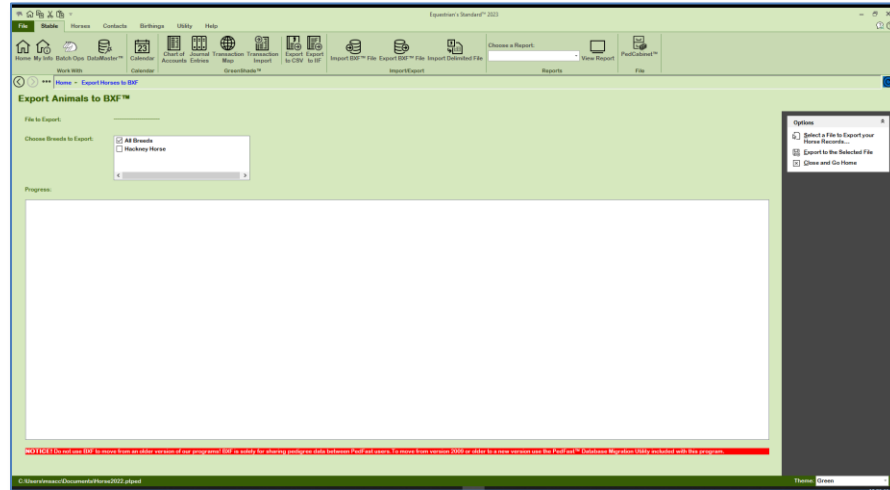 Equestrian's Standard™ 2023
File Stable Horses Contacts Birthings Utility Help
Home My Info Batch Ops DataMaster™ Calendar Chart of Accounts Journal Entries Transaction Map Transaction Import Export to CSV Export to IIF Import BXF™ File Export BXF™ File Import Delimited File Choose a Report: View Report PedCabinet™
Work With Calendar GreenShade™ Import/Export Reports File
Home - Export Horses to BXF
Export Animals to BXF™
File to Export: --------------------
Choose Breeds to Export:
All Breeds
Hackney Horse
Progress:
Options
Select a File to Export your
Horse Records...
Export to the Selected File
Close and Go Home
NOTICE! Do not use BXF to move from an older version of our programs! BXF is solely for sharing pedigree data between PedFast users. To move from version 2009 or older to a new version use the PedFast™ Database Migration Utility included with this program.
Theme: Green